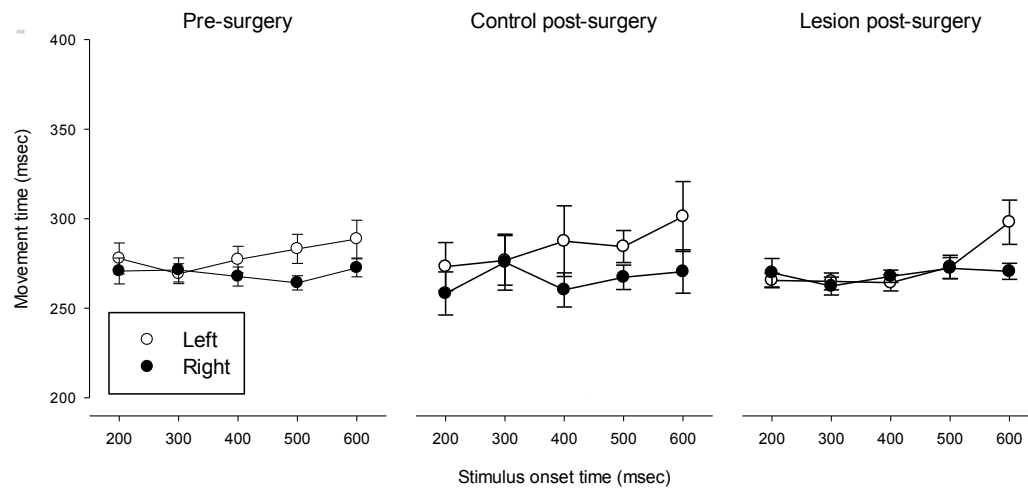 Pre-surgery
Control post-surgery
Lesion post-surgery
400
350
300
250
200
Movement time (msec)
Left
Right
200 300 400 500 600
200 300 400 500 600
200 300 400 500 600
Stimulus onset time (msec)